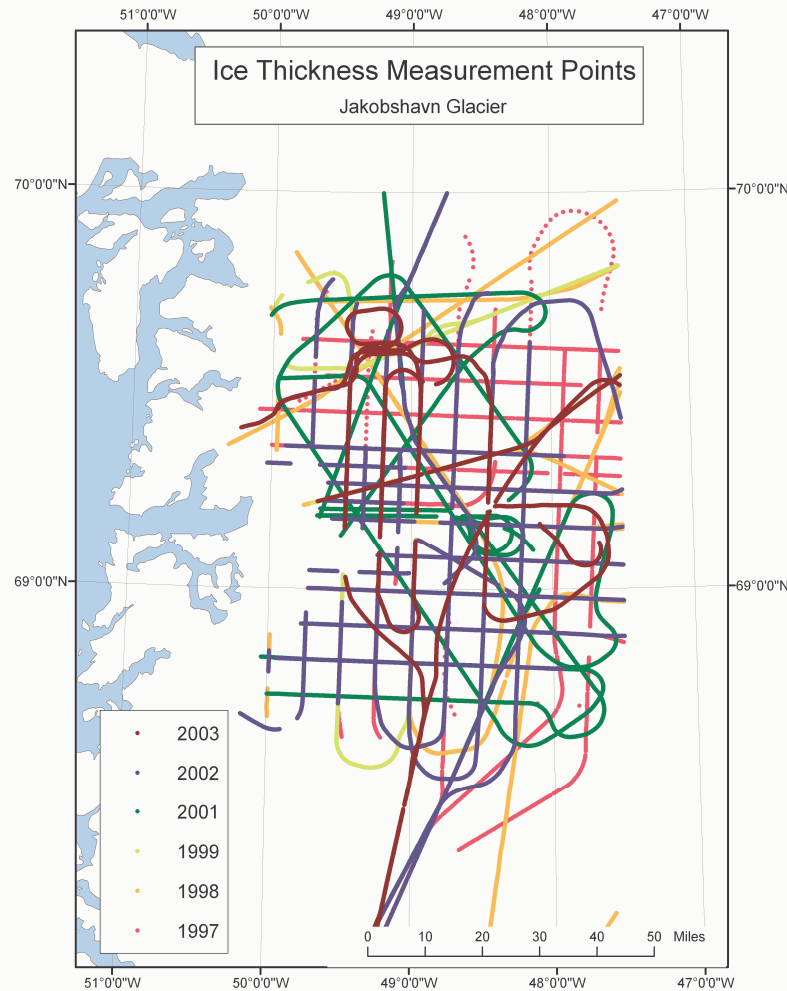 51°0'0"W 50°0'0"W 49°0'0"W 48°0'0"W 47°0'0"W
Ice Thickness Measurement Points
Jakobshavn Glacier
70°0'0"N 70°0'0"N
69°0'0"N 69°0'0"N
2003
2002
2001
1999
1998
1997
0 10 20 30 40 50 Miles
51°0'0"W 50°0'0"W 49°0'0"W 48°0'0"W 47°0'0"W